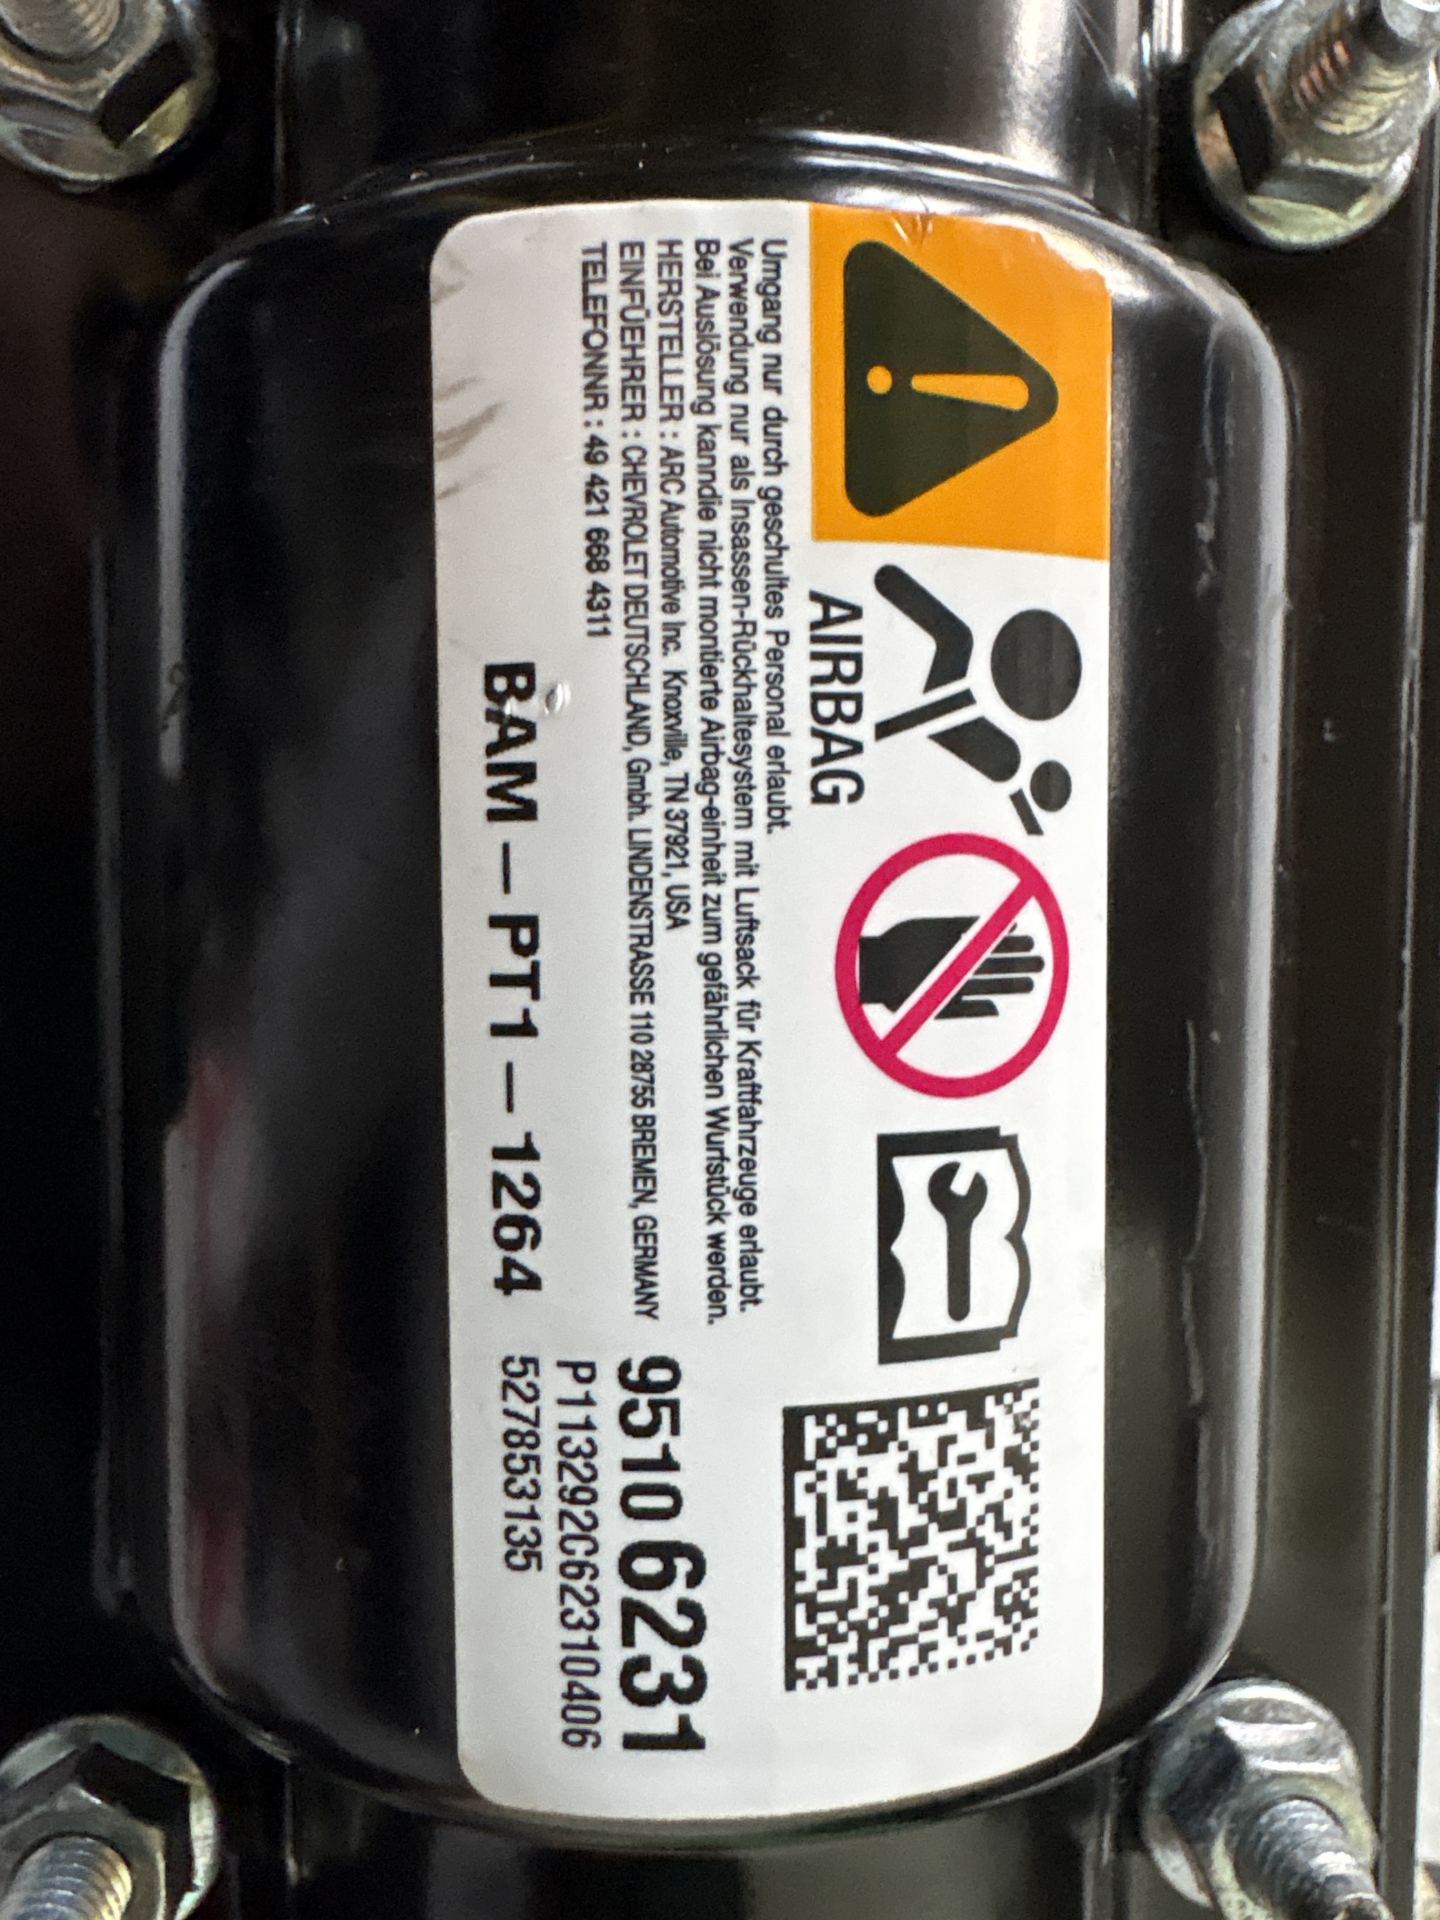 AIRBAG
Umgang nur durch geschultes Personal erlaubt.
Verwendung nur als Insassen-Rückhaltesystem mit Luftsack für Kraftfahrzeuge erlaubt.
Bei Auslösung kanndie nicht montierte Airbag-einheit zum gefährlichen Wurfstück werden.
HERSTELLER : ARC Automotive Inc. Knoxville, TN 37921, USA
EINFÜEHRER : CHEVROLET DEUTSCHLAND, Gmbh. LINDENSTRASSE 110 28755 BREMEN, GERMANY
TELEFONNR : 49 421 668 4311
BAM – PT1 – 1264
9510 6231
P113292C62310406
527853135